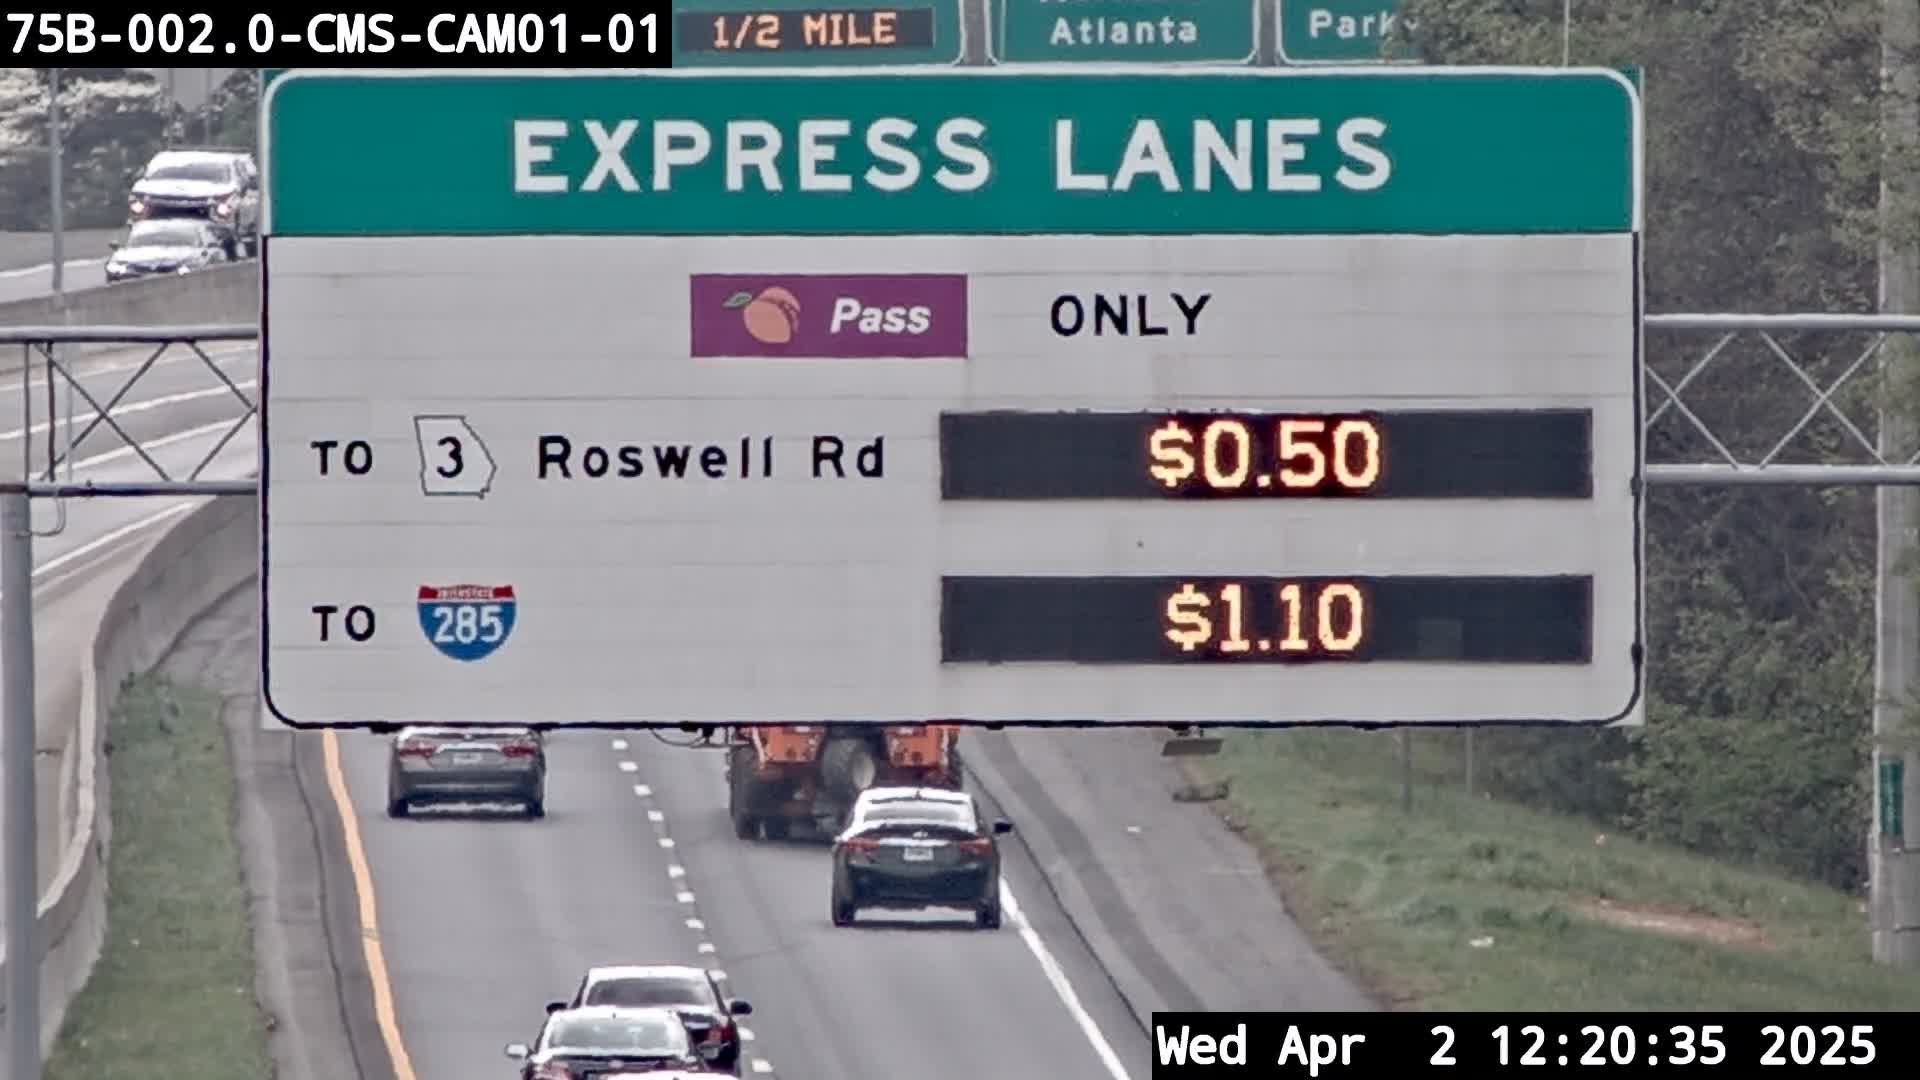 75B-002.0-CMS-CAM01-01
1/2 MILE
Atlanta
EXPRESS LANES
Pass ONLY
TO 3 Roswell Rd $0.50
TO INTERSTATE 285 $1.10
Wed Apr 2 12:20:35 2025